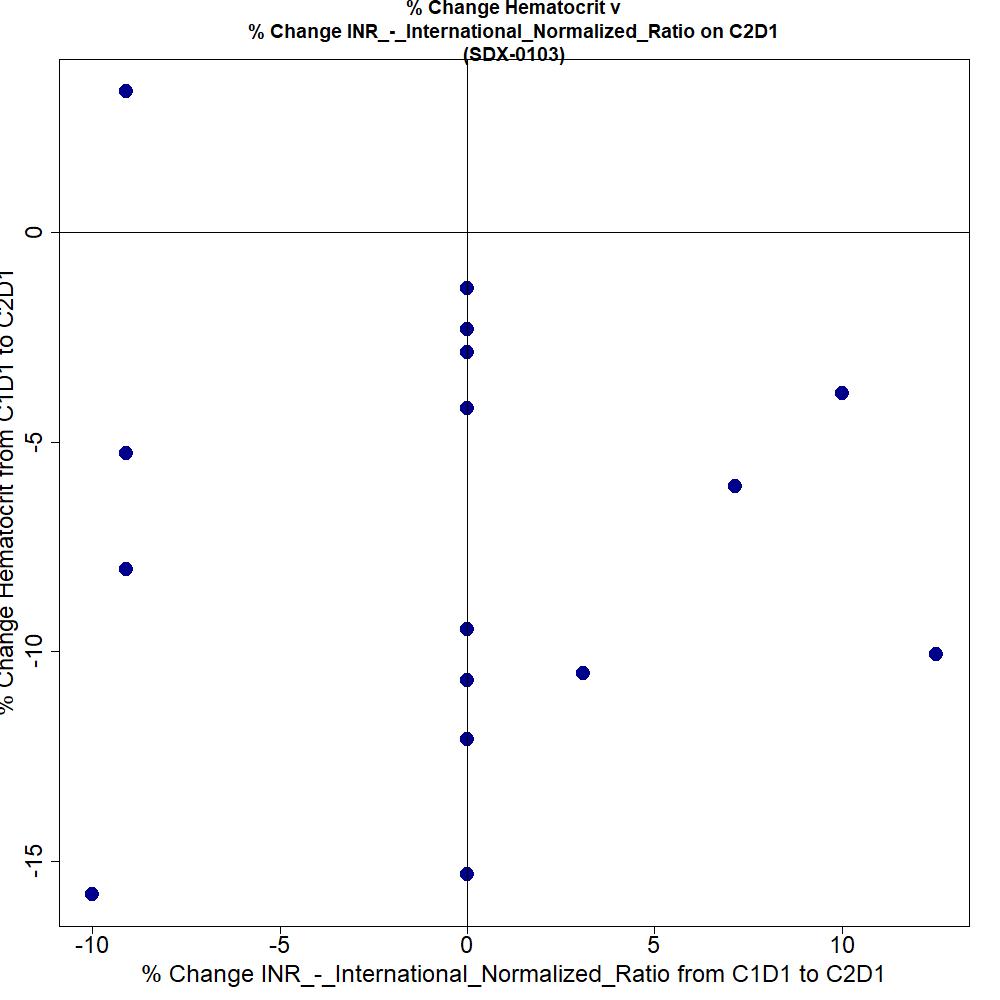 % Change Hematocrit v
% Change INR_-_International_Normalized_Ratio on C2D1
(SDX-0103)
% Change Hematocrit from C1D1 to C2D1
0
-5
-10
-15
-10
-5
0
5
10
% Change INR_-_International_Normalized_Ratio from C1D1 to C2D1